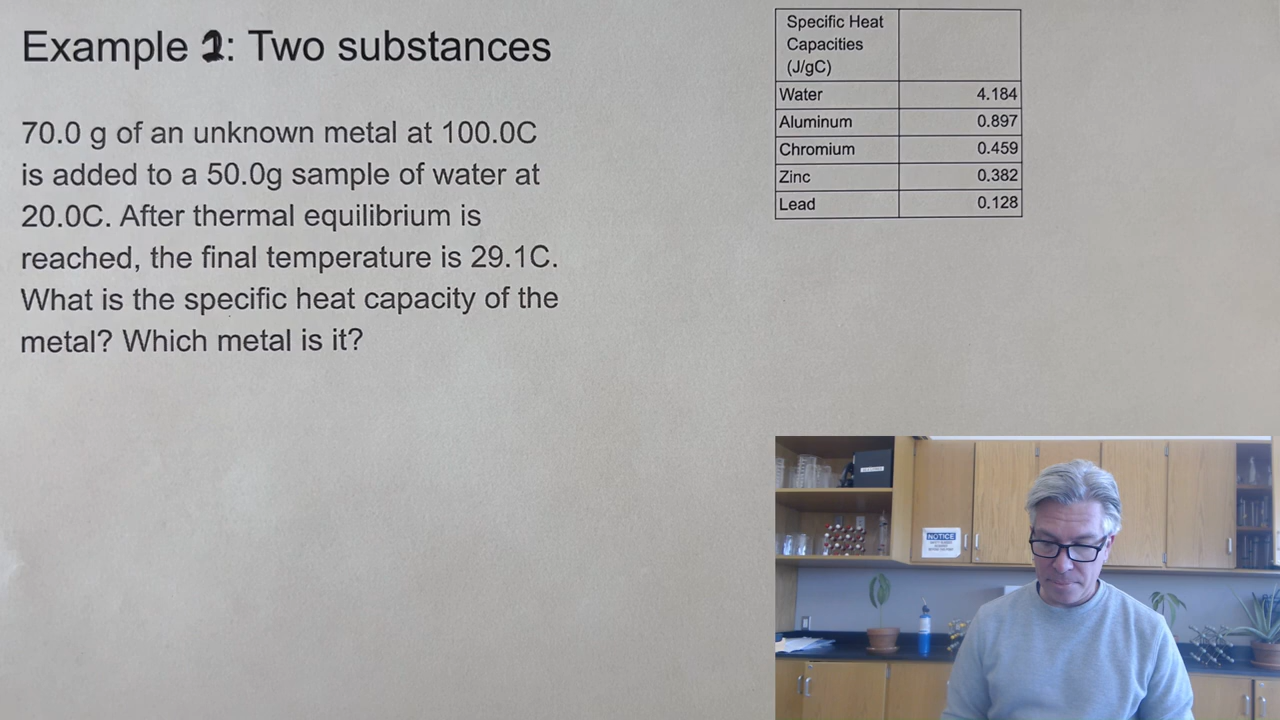 Example 2: Two substances
70.0 g of an unknown metal at 100.0C
is added to a 50.0g sample of water at
20.0C. After thermal equilibrium is
reached, the final temperature is 29.1C.
What is the specific heat capacity of the
metal? Which metal is it?
Specific Heat
Capacities
(J/gC)
Water 4.184
Aluminum 0.897
Chromium 0.459
Zinc 0.382
Lead 0.128
NOTICE